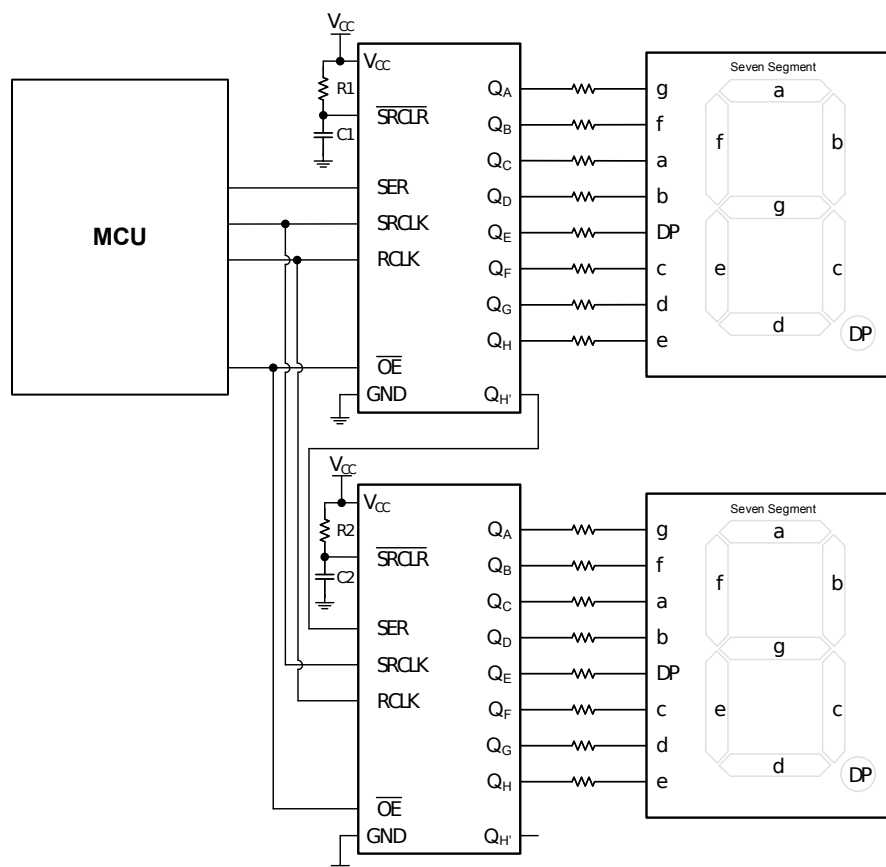 VCC
VCC
R1
SRCLR
C1
MCU
SER
SRCLK
RCLK
OE
GND
QA
QB
QC
QD
QE
QF
QG
QH
QH'
Seven Segment
g
f
a
b
DP
c
d
e
a
f
b
g
e
c
d
DP
VCC
VCC
R2
SRCLR
C2
SER
SRCLK
RCLK
OE
GND
QA
QB
QC
QD
QE
QF
QG
QH
QH'
Seven Segment
g
f
a
b
DP
c
d
e
a
f
b
g
e
c
d
DP